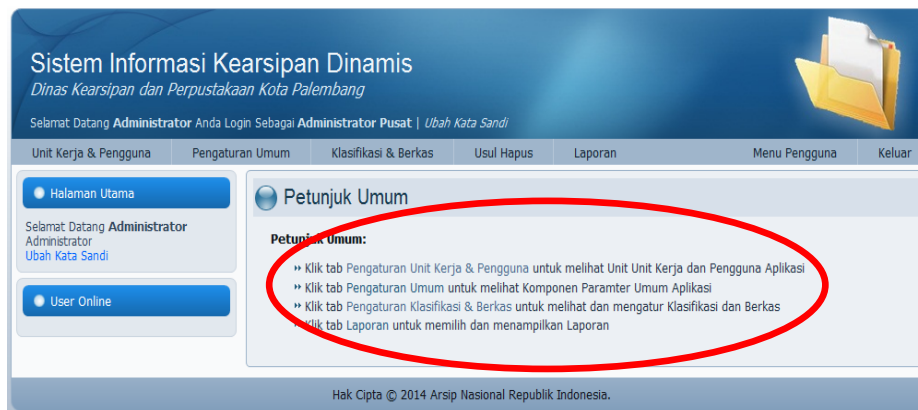 Sistem Informasi Kearsipan Dinamis
Dinas Kearsipan dan Perpustakaan Kota Palembang
Selamat Datang Administrator Anda Login Sebagai Administrator Pusat | Ubah Kata Sandi
Unit Kerja & Pengguna Pengaturan Umum Klasifikasi & Berkas Usul Hapus Laporan Menu Pengguna Keluar
Halaman Utama
Selamat Datang Administrator
Administrator
Ubah Kata Sandi
User Online
Petunjuk Umum
Petunjuk Umum:
» Klik tab Pengaturan Unit Kerja & Pengguna untuk melihat Unit Unit Kerja dan Pengguna Aplikasi
» Klik tab Pengaturan Umum untuk melihat Komponen Paramter Umum Aplikasi
» Klik tab Pengaturan Klasifikasi & Berkas untuk melihat dan mengatur Klasifikasi dan Berkas
» Klik tab Laporan untuk memilih dan menampilkan Laporan
Hak Cipta © 2014 Arsip Nasional Republik Indonesia.